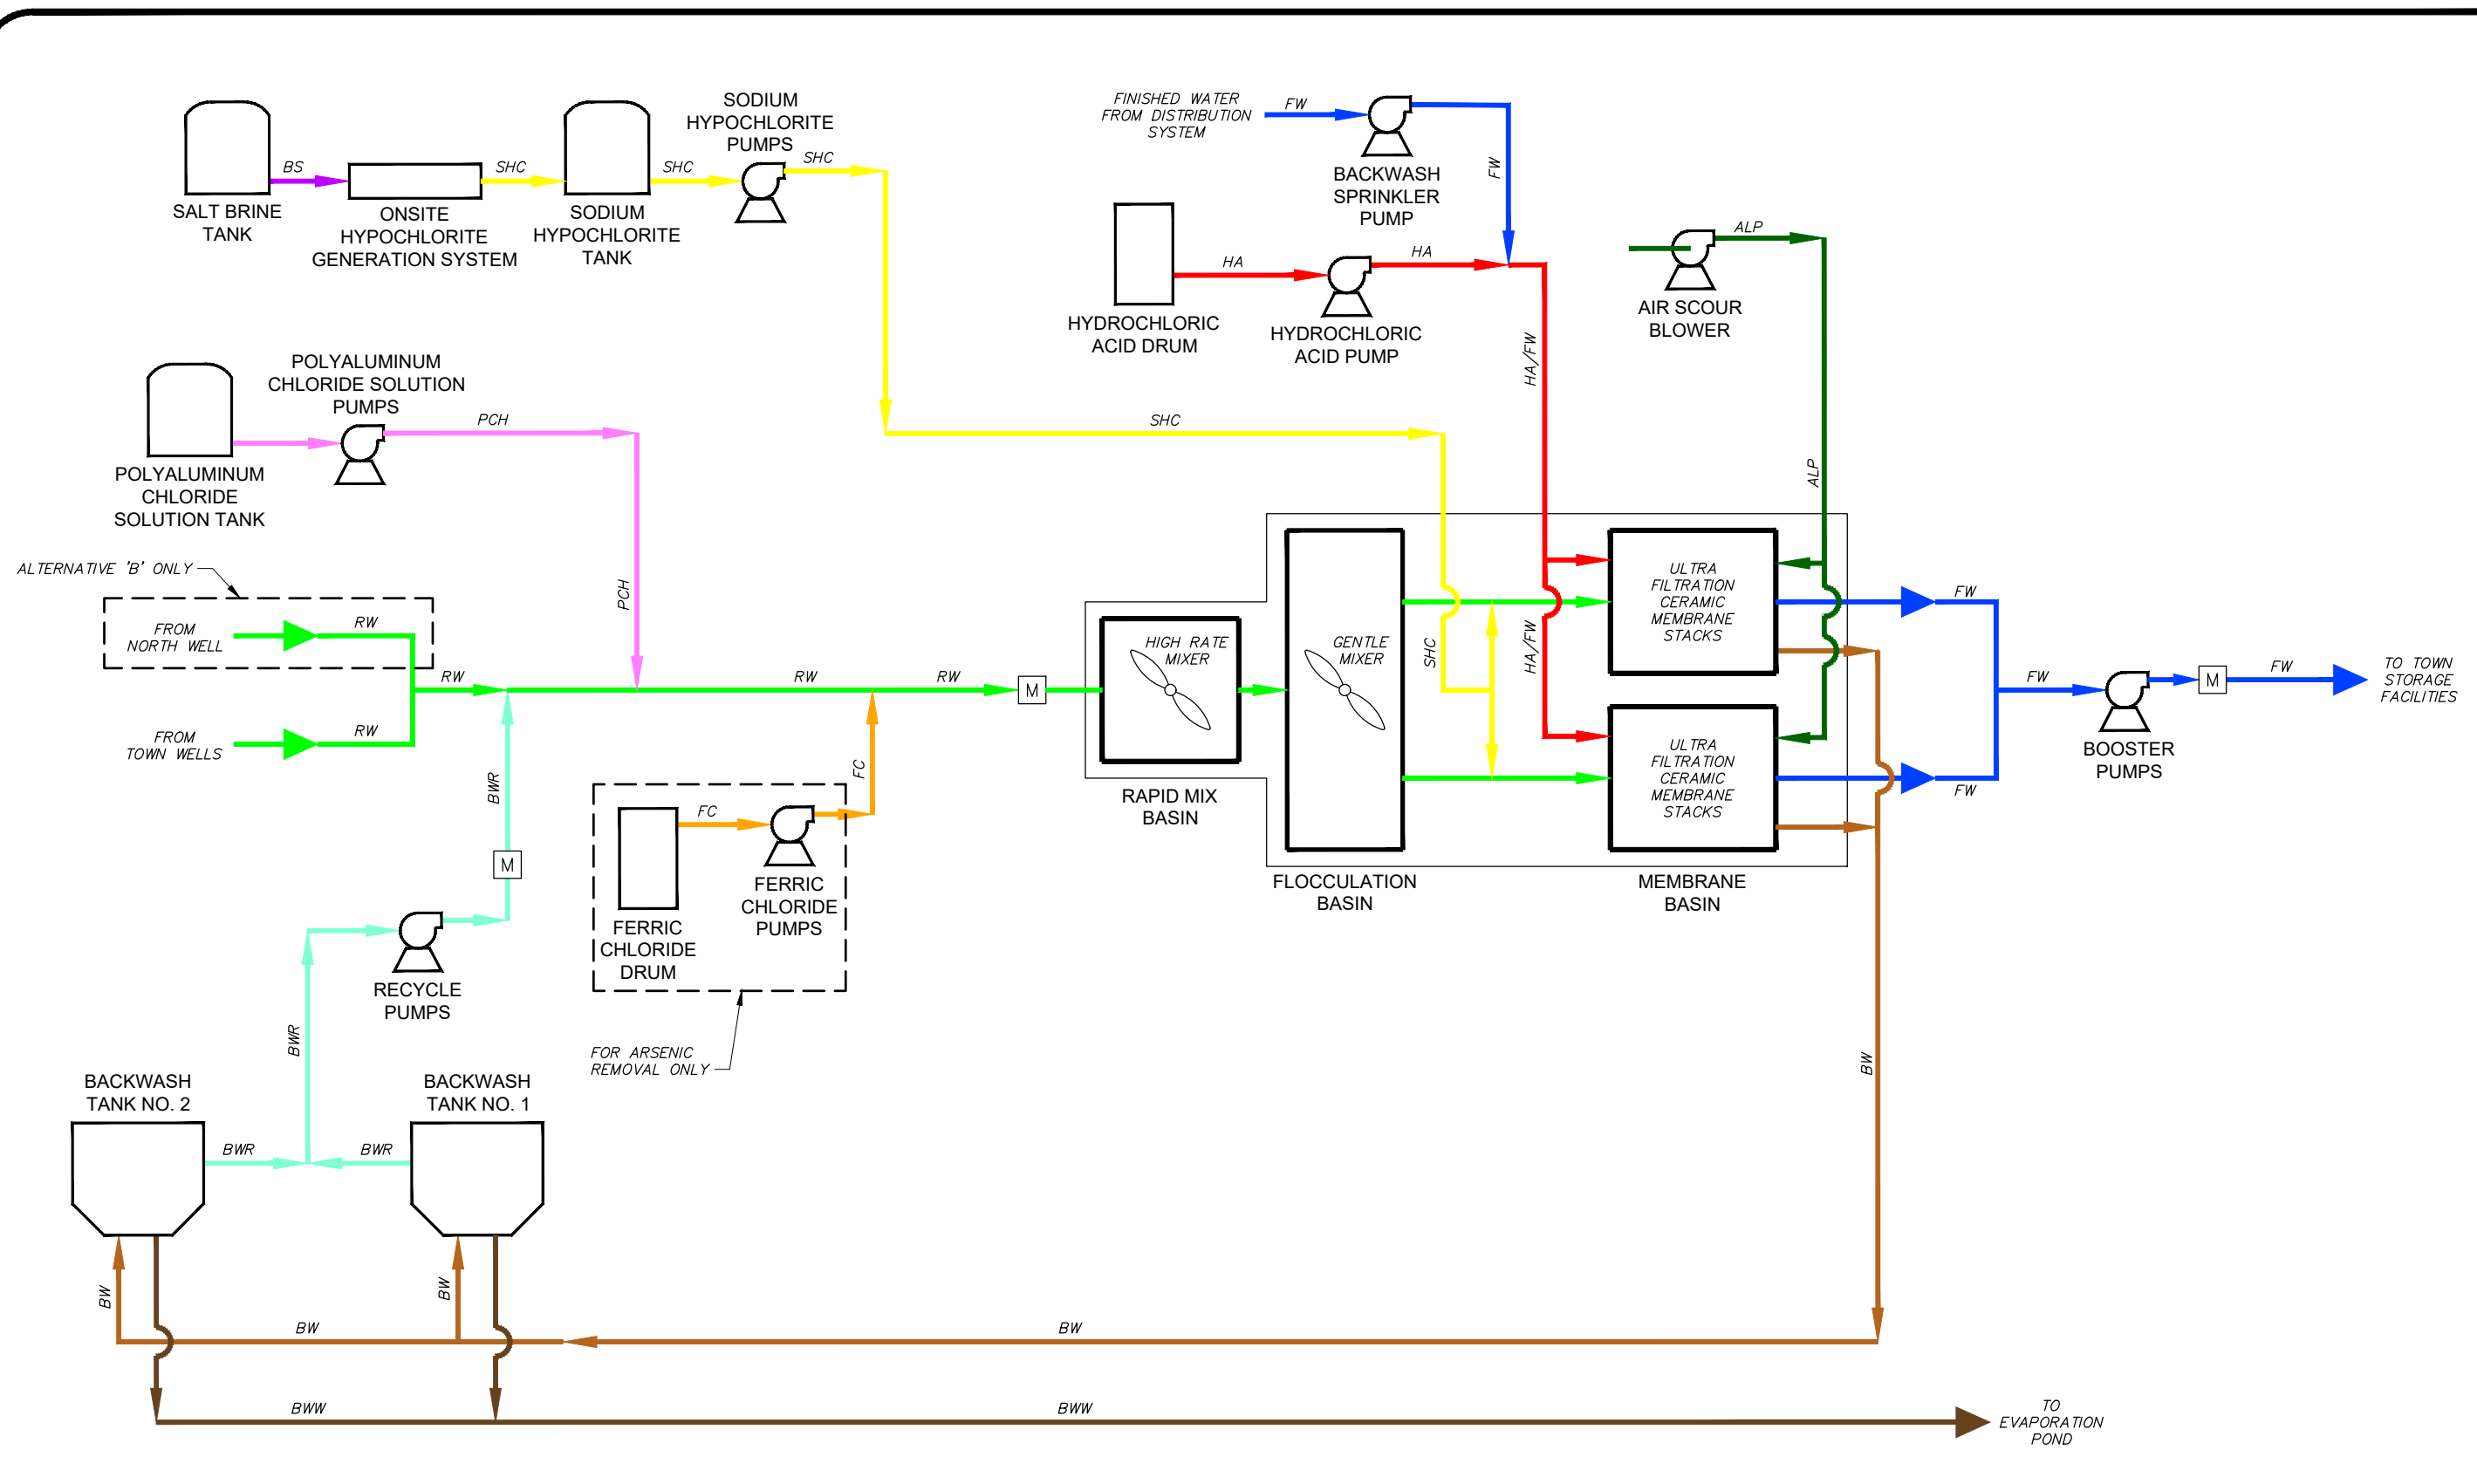 SODIUM
HYPOCHLORITE
PUMPS
BS
SHC
SHC
SHC
SALT BRINE
TANK
ONSITE
HYPOCHLORITE
GENERATION SYSTEM
SODIUM
HYPOCHLORITE
TANK
FINISHED WATER
FROM DISTRIBUTION
SYSTEM
FW
FW
BACKWASH
SPRINKLER
PUMP
HA
HA
HYDROCHLORIC
ACID DRUM
HYDROCHLORIC
ACID PUMP
ALP
AIR SCOUR
BLOWER
HA/FW
ALP
POLYALUMINUM
CHLORIDE SOLUTION
PUMPS
PCH
SHC
POLYALUMINUM
CHLORIDE
SOLUTION TANK
PCH
ALTERNATIVE 'B' ONLY
FROM
NORTH WELL
RW
RW
RW
RW
M
FROM
TOWN WELLS
RW
HIGH RATE
MIXER
GENTLE
MIXER
SHC
HA/FW
ULTRA
FILTRATION
CERAMIC
MEMBRANE
STACKS
ULTRA
FILTRATION
CERAMIC
MEMBRANE
STACKS
FW
FW
FW
M
FW
TO TOWN
STORAGE
FACILITIES
BOOSTER
PUMPS
RAPID MIX
BASIN
FLOCCULATION
BASIN
MEMBRANE
BASIN
BWR
M
FC
FC
FERRIC
CHLORIDE
PUMPS
FERRIC
CHLORIDE
DRUM
RECYCLE
PUMPS
FOR ARSENIC
REMOVAL ONLY
BWR
BW
BACKWASH
TANK NO. 2
BACKWASH
TANK NO. 1
BWR
BWR
BW
BW
BW
BW
BWW
BWW
TO
EVAPORATION
POND